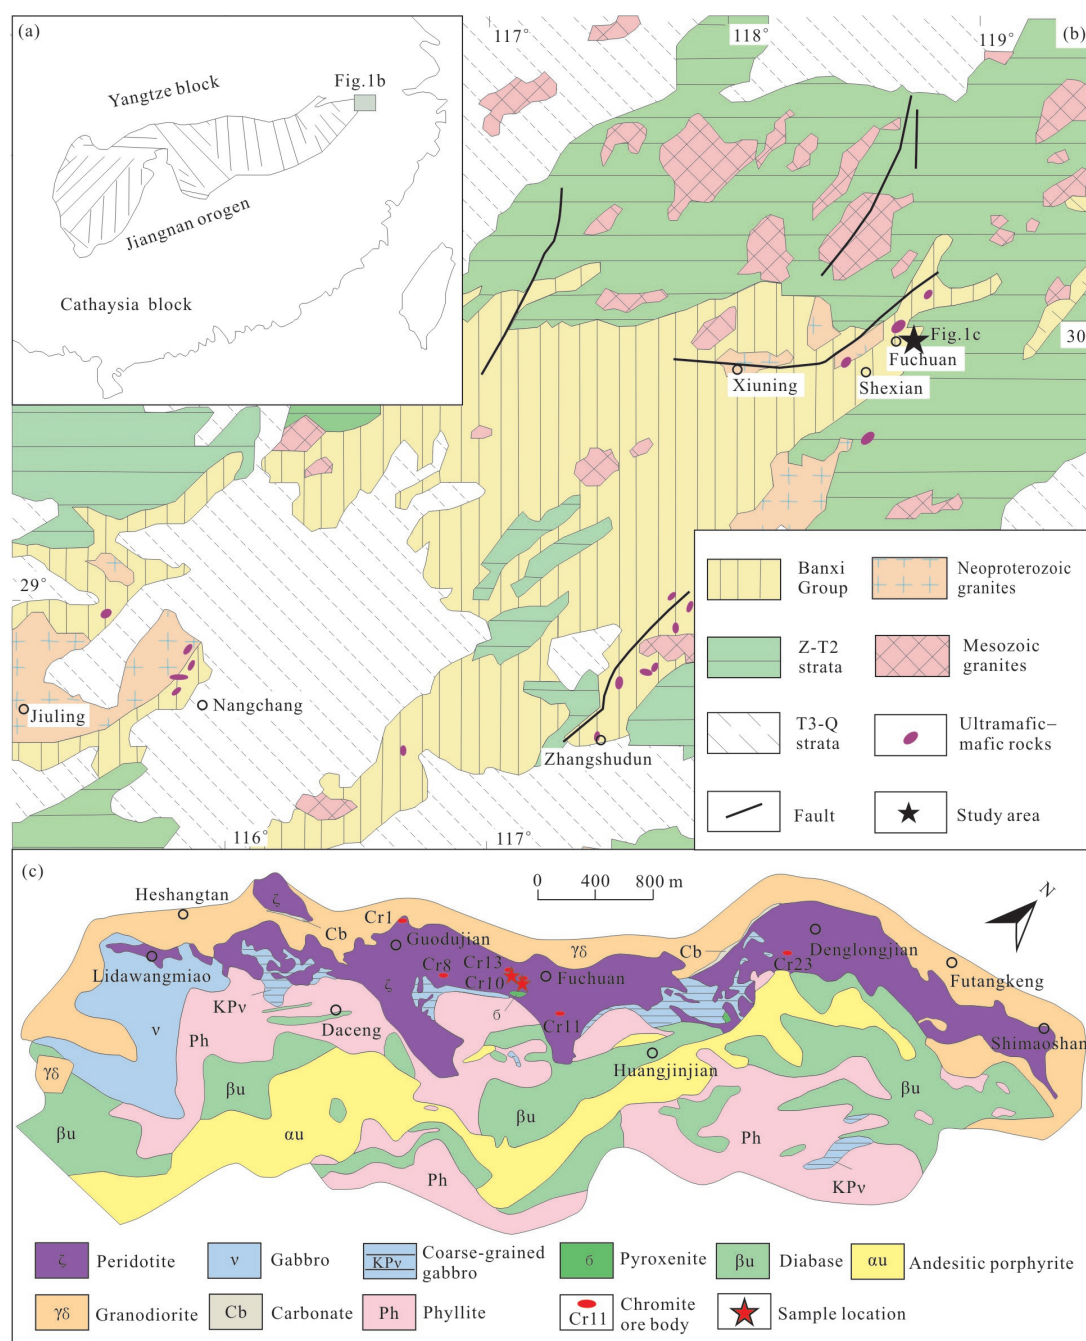 (a)
Yangtze block
Fig.1b
Jiangnan orogen
Cathaysia block
117°
118°
119°
(b)
30
Fig.1c
Fuchuan
Xiuning
Shexian
29°
Jiuling
Nangchang
Zhangshudun
116°
117°
Banxi
Group
Neoproterozoic
granites
Z-T2
strata
Mesozoic
granites
T3-Q
strata
Ultramafic–
mafic rocks
Fault
Study area
(c)
0 400 800 m
N
Heshangtan
ζ
Cb
Cr1
Guodujian
γδ
Cb
Denglongjian
Cr23
Futangkeng
Lidawangmiao
Cr8
Cr13
Cr10
Fuchuan
KPν
ζ
ν
Ph
Daceng
б
Cr11
Shimaoshan
Huangjinjian
γδ
βu
βu
αu
βu
βu
Ph
Ph
KPν
ζ
Peridotite
ν
Gabbro
KPν
Coarse-grained
gabbro
б
Pyroxenite
βu
Diabase
αu
Andesitic porphyrite
γδ
Granodiorite
Cb
Carbonate
Ph
Phyllite
Cr11
Chromite
ore body
Sample location